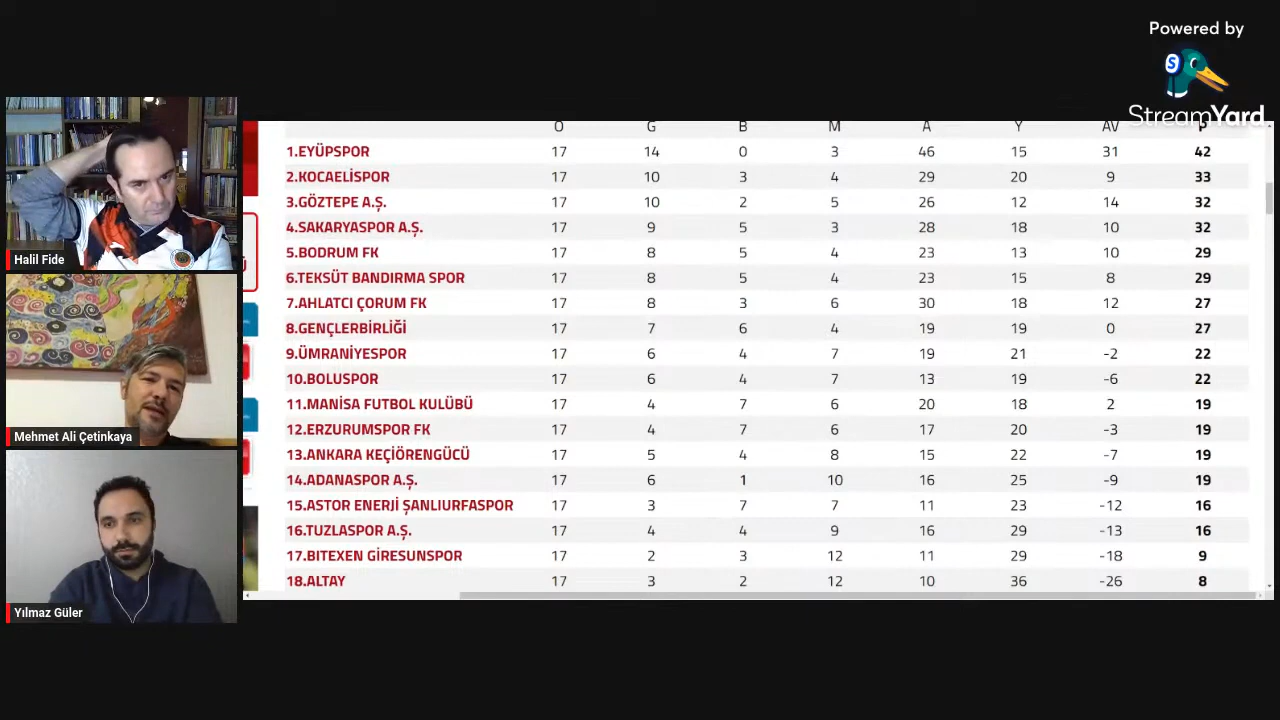 Powered by
S
StreamYard
Halil Fide
Mehmet Ali Çetinkaya
Yılmaz Güler
O G B M A Y AV P
1.EYÜPSPOR 17 14 0 3 46 15 31 42
2.KOCAELİSPOR 17 10 3 4 29 20 9 33
3.GÖZTEPE A.Ş. 17 10 2 5 26 12 14 32
4.SAKARYASPOR A.Ş. 17 9 5 3 28 18 10 32
5.BODRUM FK 17 8 5 4 23 13 10 29
6.TEKSÜT BANDIRMA SPOR 17 8 5 4 23 15 8 29
7.AHLATCI ÇORUM FK 17 8 3 6 30 18 12 27
8.GENÇLERBİRLİĞİ 17 7 6 4 19 19 0 27
9.ÜMRANİYESPOR 17 6 4 7 19 21 -2 22
10.BOLUSPOR 17 6 4 7 13 19 -6 22
11.MANİSA FUTBOL KULÜBÜ 17 4 7 6 20 18 2 19
12.ERZURUMSPOR FK 17 4 7 6 17 20 -3 19
13.ANKARA KEÇİÖRENGÜCÜ 17 5 4 8 15 22 -7 19
14.ADANASPOR A.Ş. 17 6 1 10 16 25 -9 19
15.ASTOR ENERJİ ŞANLIURFASPOR 17 3 7 7 11 23 -12 16
16.TUZLASPOR A.Ş. 17 4 4 9 16 29 -13 16
17.BITEXEN GİRESUNSPOR 17 2 3 12 11 29 -18 9
18.ALTAY 17 3 2 12 10 36 -26 8